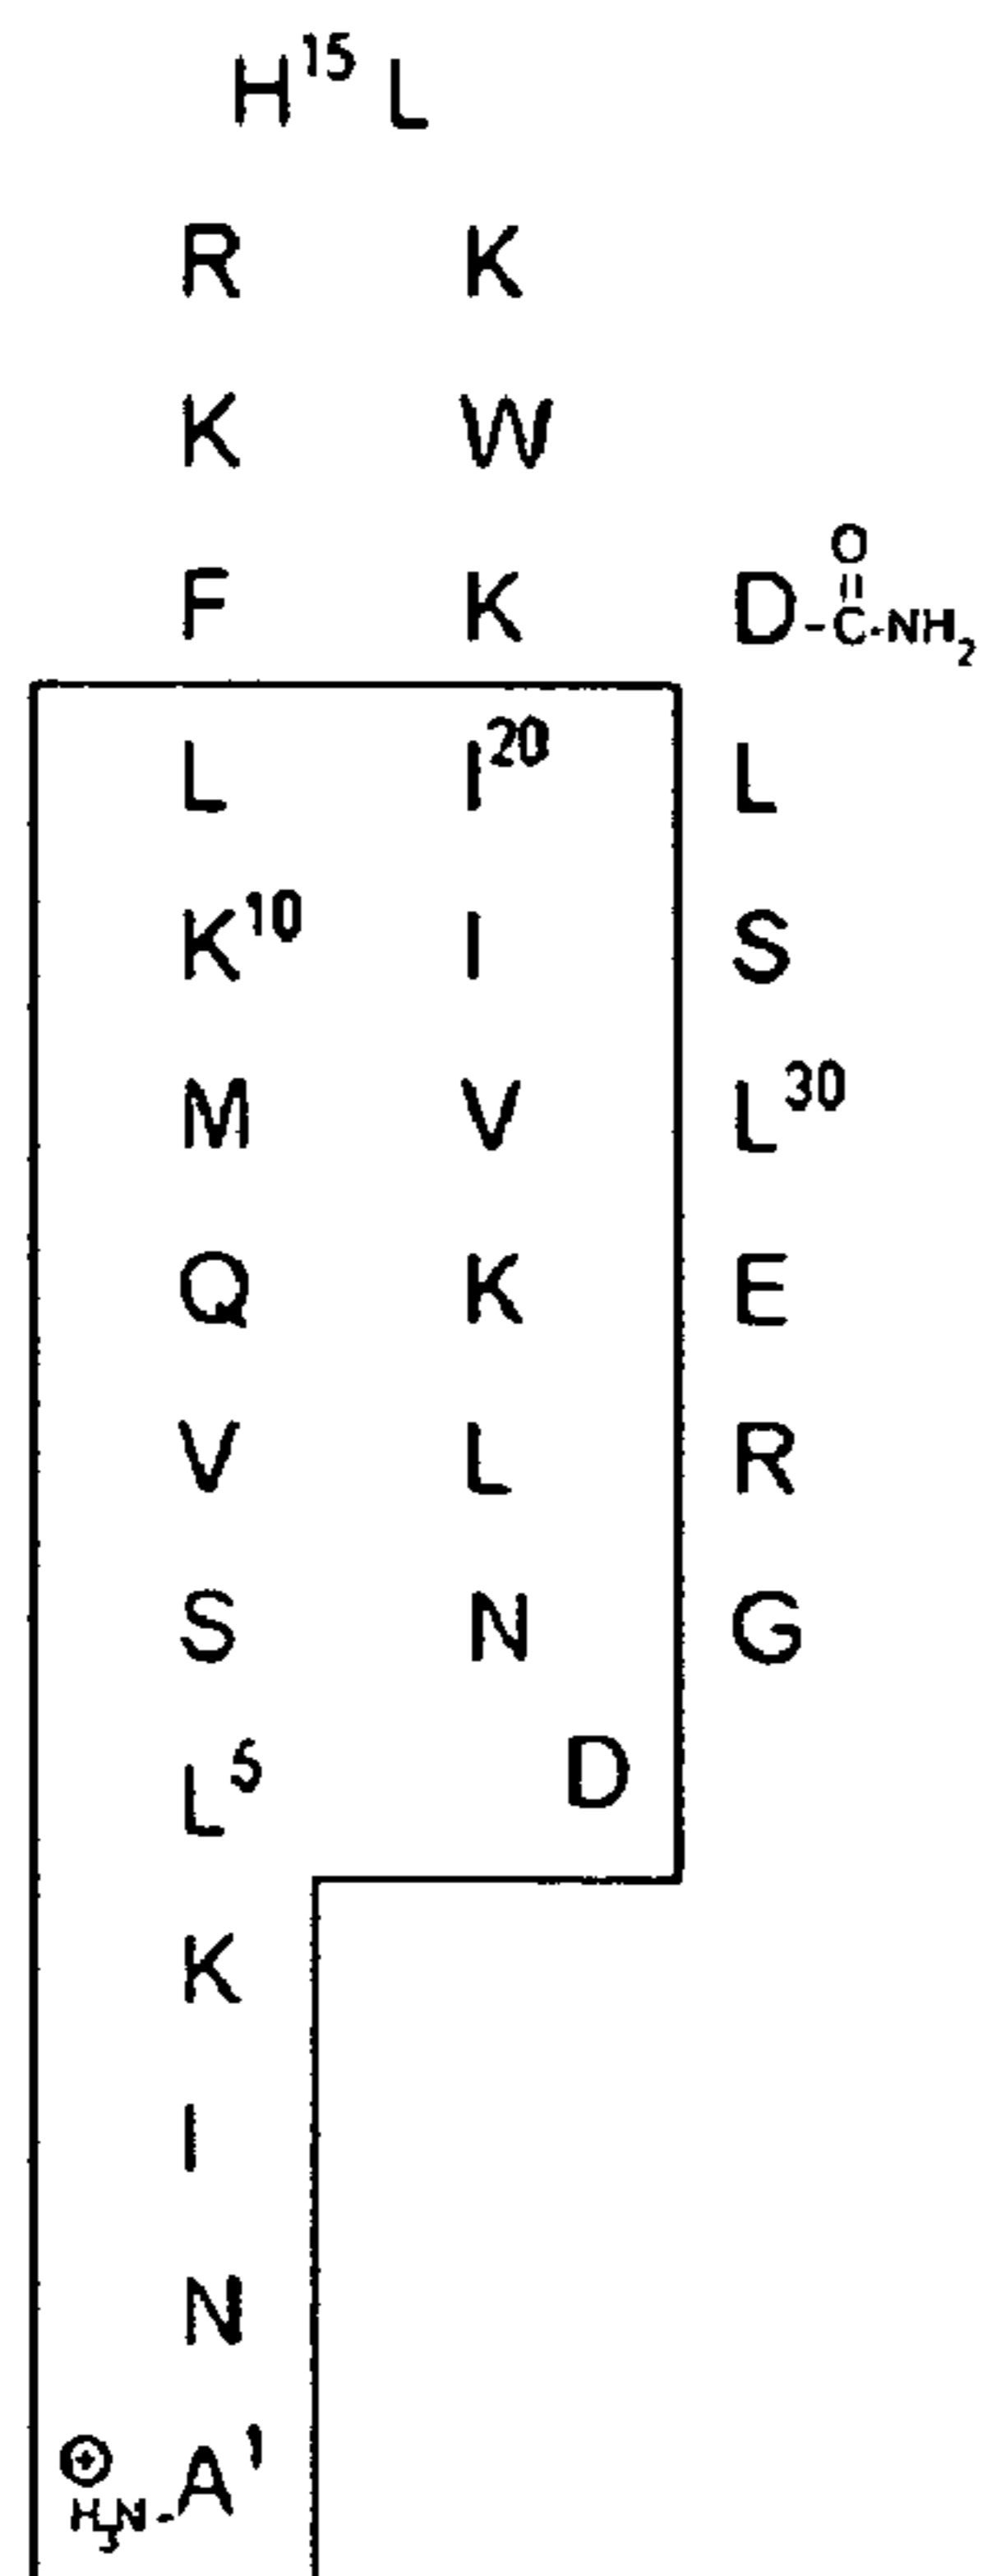 H¹⁵ L
R K
K W
F K D-C(=O)-NH₂
L I²⁰ L
K¹⁰ I S
M V L³⁰
Q K E
V L R
S N G
L⁵ D
K
I
N
⊕H₃N-A¹